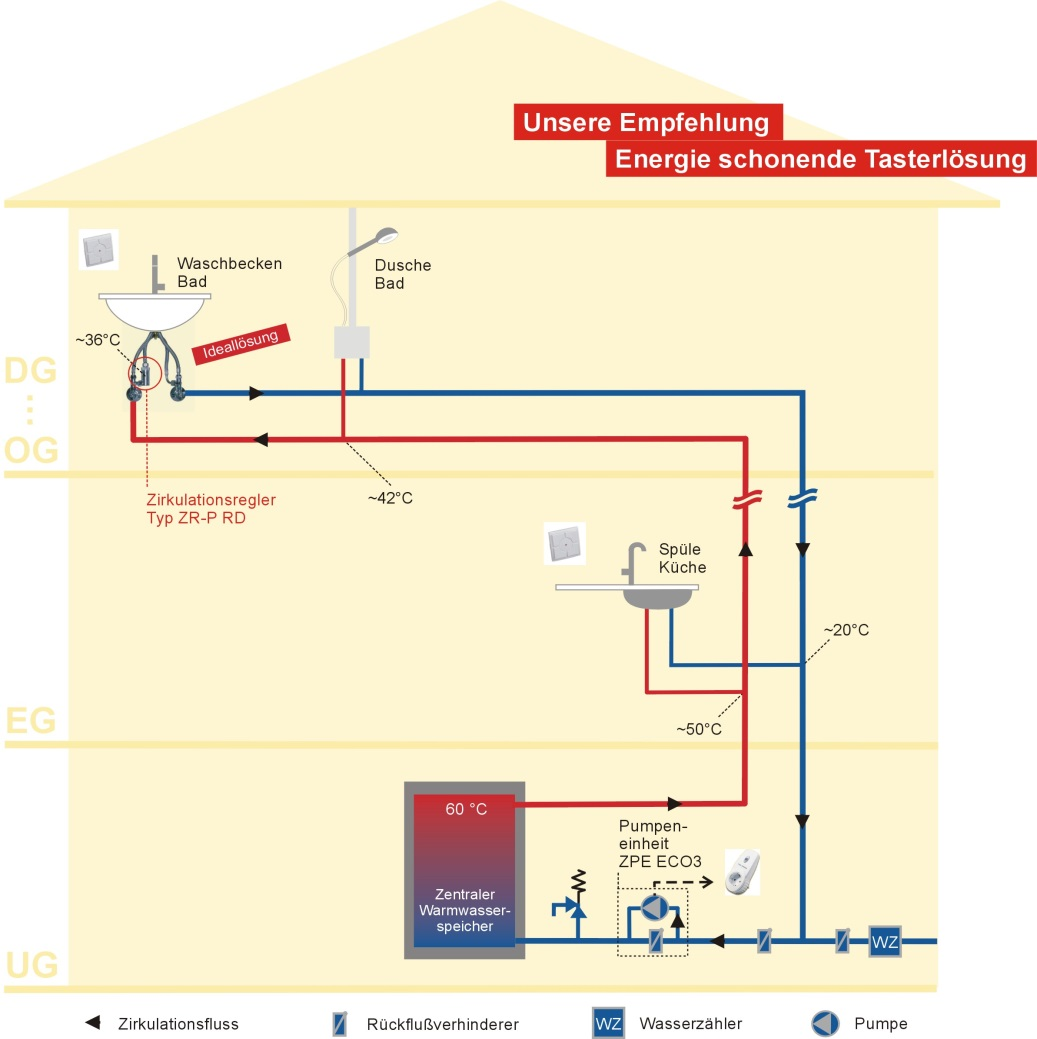 Unsere Empfehlung
Energie schonende Tasterlösung
Waschbecken
Bad
Dusche
Bad
~36°C
Ideallösung
DG
OG
Zirkulationsregler
Typ ZR-P RD
~42°C
Spüle
Küche
~20°C
~50°C
EG
60 °C
Zentraler
Warmwasser-
speicher
Pumpen-
einheit
ZPE ECO3
WZ
UG
Zirkulationsfluss
Rückflußverhinderer
WZ
Wasserzähler
Pumpe